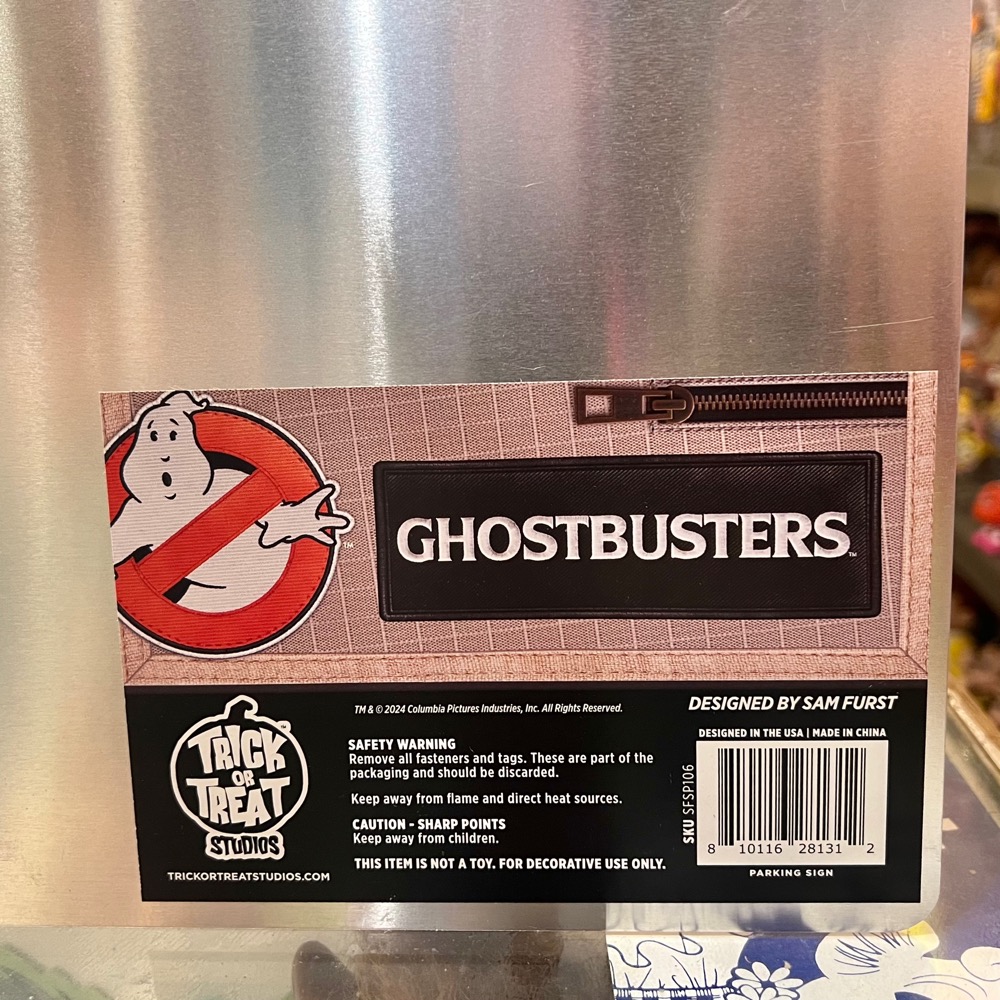 GHOSTBUSTERS™
TM
TM & © 2024 Columbia Pictures Industries, Inc. All Rights Reserved.
DESIGNED BY SAM FURST
DESIGNED IN THE USA | MADE IN CHINA
TRICK
OR
TREAT
STUDIOS
TRICKORTREATSTUDIOS.COM
SAFETY WARNING
Remove all fasteners and tags. These are part of the
packaging and should be discarded.
Keep away from flame and direct heat sources.
CAUTION - SHARP POINTS
Keep away from children.
THIS ITEM IS NOT A TOY. FOR DECORATIVE USE ONLY.
SKU SFSP106
8 10116 28131 2
PARKING SIGN